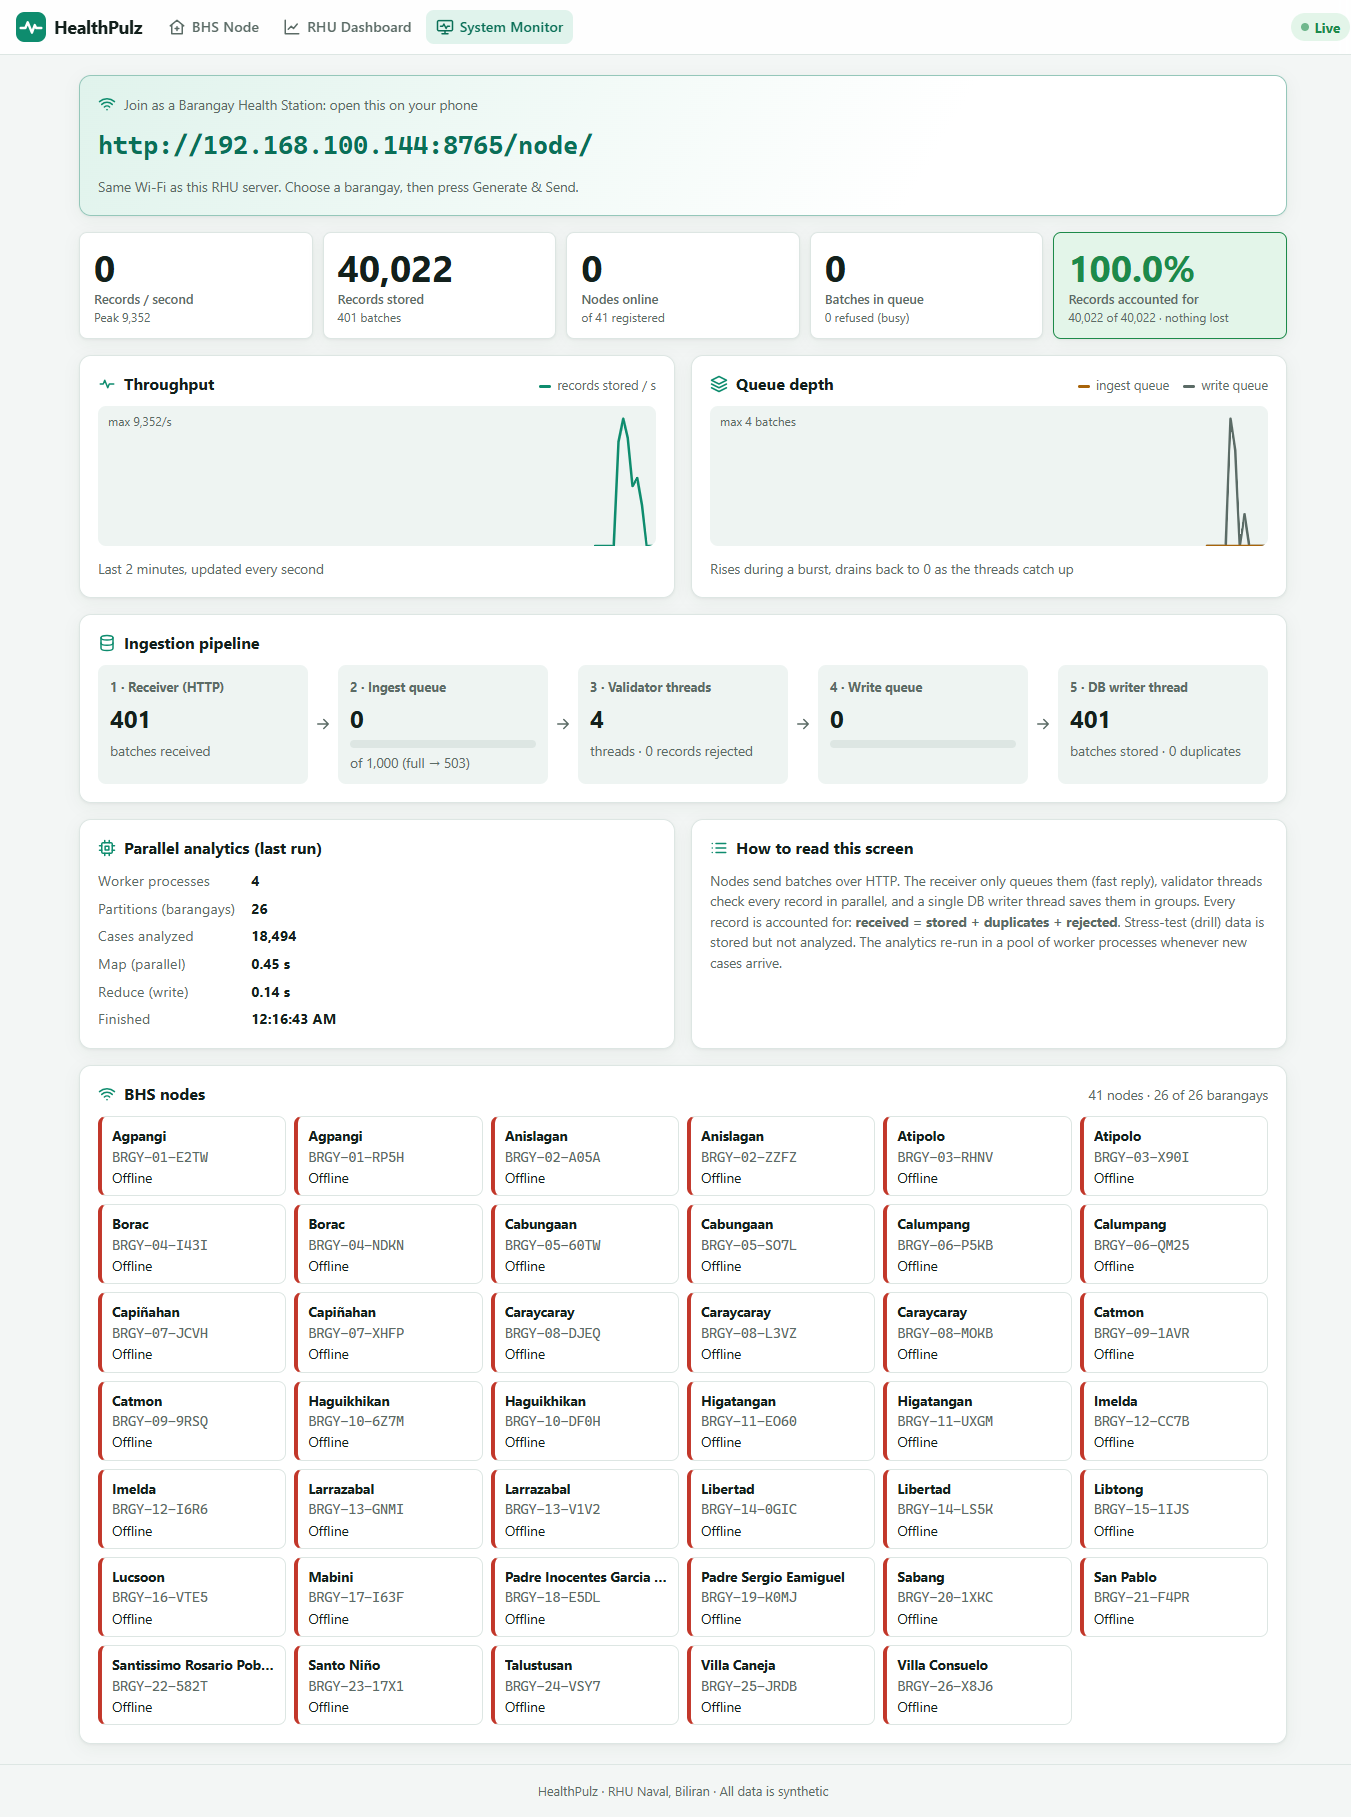 HealthPulz
BHS Node
RHU Dashboard
System Monitor
Live
Join as a Barangay Health Station: open this on your phone
http://192.168.100.144:8765/node/
Same Wi-Fi as this RHU server. Choose a barangay, then press Generate & Send.
0
Records / second
Peak 9,352
40,022
Records stored
401 batches
0
Nodes online
of 41 registered
0
Batches in queue
0 refused (busy)
100.0%
Records accounted for
40,022 of 40,022 · nothing lost
Throughput
records stored / s
max 9,352/s
Last 2 minutes, updated every second
Queue depth
ingest queue
write queue
max 4 batches
Rises during a burst, drains back to 0 as the threads catch up
Ingestion pipeline
1 · Receiver (HTTP)
401
batches received
→
2 · Ingest queue
0
of 1,000 (full → 503)
→
3 · Validator threads
4
threads · 0 records rejected
→
4 · Write queue
0
→
5 · DB writer thread
401
batches stored · 0 duplicates
Parallel analytics (last run)
Worker processes 4
Partitions (barangays) 26
Cases analyzed 18,494
Map (parallel) 0.45 s
Reduce (write) 0.14 s
Finished 12:16:43 AM
How to read this screen
Nodes send batches over HTTP. The receiver only queues them (fast reply), validator threads
check every record in parallel, and a single DB writer thread saves them in groups. Every
record is accounted for: received = stored + duplicates + rejected. Stress-test (drill) data is
stored but not analyzed. The analytics re-run in a pool of worker processes whenever new
cases arrive.
BHS nodes
41 nodes · 26 of 26 barangays
Agpangi
BRGY-01-E2TW
Offline
Agpangi
BRGY-01-RP5H
Offline
Anislagan
BRGY-02-A05A
Offline
Anislagan
BRGY-02-ZZFZ
Offline
Atipolo
BRGY-03-RHNV
Offline
Atipolo
BRGY-03-X90I
Offline
Borac
BRGY-04-I43I
Offline
Borac
BRGY-04-NDKN
Offline
Cabungaan
BRGY-05-60TW
Offline
Cabungaan
BRGY-05-SO7L
Offline
Calumpang
BRGY-06-P5KB
Offline
Calumpang
BRGY-06-QM25
Offline
Capiñahan
BRGY-07-JCVH
Offline
Capiñahan
BRGY-07-XHFP
Offline
Caraycaray
BRGY-08-DJEQ
Offline
Caraycaray
BRGY-08-L3VZ
Offline
Caraycaray
BRGY-08-MOKB
Offline
Catmon
BRGY-09-1AVR
Offline
Catmon
BRGY-09-9RSQ
Offline
Haguikhikan
BRGY-10-6Z7M
Offline
Haguikhikan
BRGY-10-DF0H
Offline
Higatangan
BRGY-11-EO60
Offline
Higatangan
BRGY-11-UXGM
Offline
Imelda
BRGY-12-CC7B
Offline
Imelda
BRGY-12-I6R6
Offline
Larrazabal
BRGY-13-GNMI
Offline
Larrazabal
BRGY-13-V1V2
Offline
Libertad
BRGY-14-0GIC
Offline
Libertad
BRGY-14-LS5K
Offline
Libtong
BRGY-15-1IJS
Offline
Lucsoon
BRGY-16-VTE5
Offline
Mabini
BRGY-17-I63F
Offline
Padre Inocentes Garcia ...
BRGY-18-E5DL
Offline
Padre Sergio Eamiguel
BRGY-19-K0MJ
Offline
Sabang
BRGY-20-1XKC
Offline
San Pablo
BRGY-21-F4PR
Offline
Santissimo Rosario Pob...
BRGY-22-582T
Offline
Santo Niño
BRGY-23-17X1
Offline
Talustusan
BRGY-24-VSY7
Offline
Villa Caneja
BRGY-25-JRDB
Offline
Villa Consuelo
BRGY-26-X8J6
Offline
HealthPulz · RHU Naval, Biliran · All data is synthetic